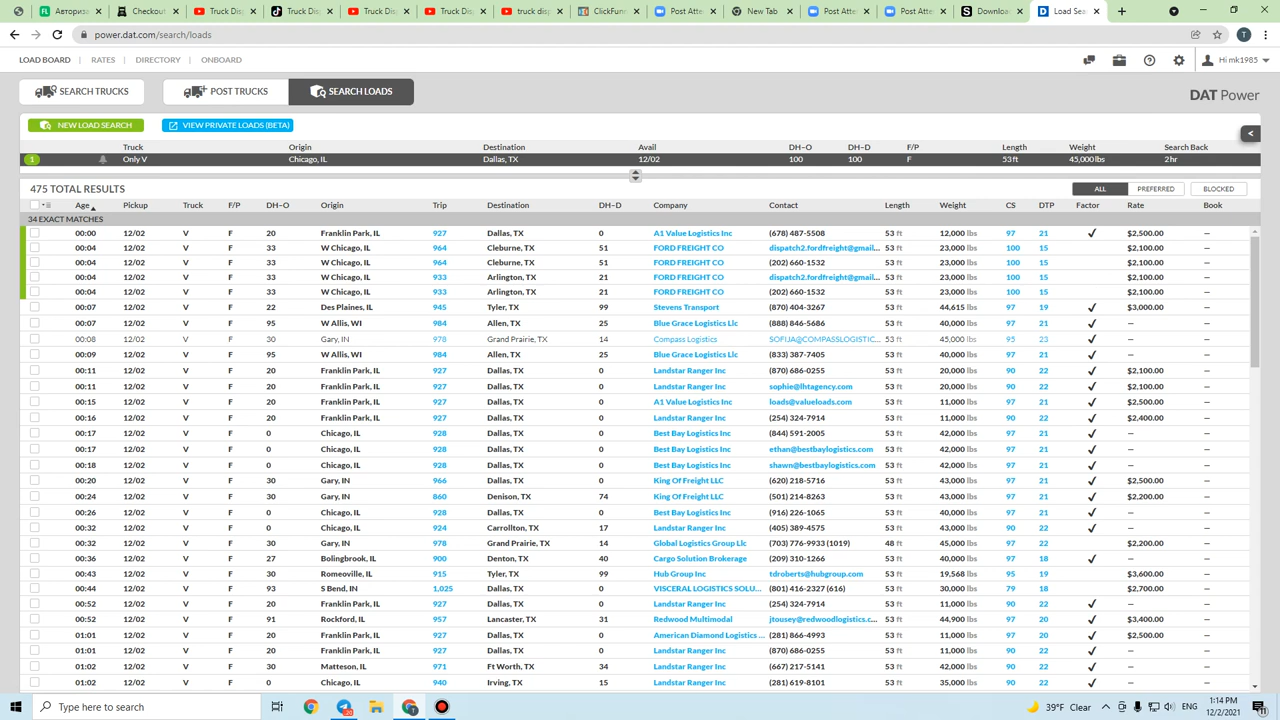 Aeropost Truck Dispat Truck disp Tik Tok Disp Truck Disp Truck disp truck disp ClickFun Post Atte New Tab Post Atte Post Atte Downloa Load Sea
power.dat.com/search/loads T
LOAD BOARD RATES DIRECTORY ONBOARD Hi mk1985
SEARCH TRUCKS POST TRUCKS SEARCH LOADS DAT Power
NEW LOAD SEARCH VIEW PRIVATE LOADS (BETA)
Truck Origin Destination Avail DH–O DH–D F/P Length Weight Search Back
1 Only V Chicago, IL Dallas, TX 12/02 100 100 F 53 ft 45,000 lbs 2 hr
475 TOTAL RESULTS ALL PREFERRED BLOCKED
Age Pickup Truck F/P DH–O Origin Trip Destination DH–D Company Contact Length Weight CS DTP Factor Rate Book
34 EXACT MATCHES
00:00 12/02 V F 20 Franklin Park, IL 927 Dallas, TX 0 A1 Value Logistics Inc (678) 487-5508 53 ft 12,000 lbs 97 21 ✓ $2,500.00 –
00:04 12/02 V F 33 W Chicago, IL 964 Cleburne, TX 51 FORD FREIGHT CO dispatch2.fordfreight@gmail... 53 ft 23,000 lbs 100 15 $2,100.00 –
00:04 12/02 V F 33 W Chicago, IL 964 Cleburne, TX 51 FORD FREIGHT CO (202) 660-1532 53 ft 23,000 lbs 100 15 $2,100.00 –
00:04 12/02 V F 33 W Chicago, IL 933 Arlington, TX 21 FORD FREIGHT CO dispatch2.fordfreight@gmail... 53 ft 23,000 lbs 100 15 $2,100.00 –
00:04 12/02 V F 33 W Chicago, IL 933 Arlington, TX 21 FORD FREIGHT CO (202) 660-1532 53 ft 23,000 lbs 100 15 $2,100.00 –
00:07 12/02 V F 22 Des Plaines, IL 945 Tyler, TX 99 Stevens Transport (870) 404-3267 53 ft 44,615 lbs 97 19 ✓ $3,000.00 –
00:07 12/02 V F 95 W Allis, WI 984 Allen, TX 25 Blue Grace Logistics Llc (888) 846-5686 53 ft 40,000 lbs 97 21 ✓ – –
00:08 12/02 V F 30 Gary, IN 978 Grand Prairie, TX 14 Compass Logistics SOFIJA@COMPASSLOGISTIC... 53 ft 45,000 lbs 95 23 ✓ – –
00:09 12/02 V F 95 W Allis, WI 984 Allen, TX 25 Blue Grace Logistics Llc (833) 387-7405 53 ft 40,000 lbs 97 21 ✓ – –
00:11 12/02 V F 20 Franklin Park, IL 927 Dallas, TX 0 Landstar Ranger Inc (870) 686-0255 53 ft 20,000 lbs 90 22 ✓ $2,100.00 –
00:11 12/02 V F 20 Franklin Park, IL 927 Dallas, TX 0 Landstar Ranger Inc sophie@lhtagency.com 53 ft 20,000 lbs 90 22 ✓ $2,100.00 –
00:15 12/02 V F 20 Franklin Park, IL 927 Dallas, TX 0 A1 Value Logistics Inc loads@valueloads.com 53 ft 11,000 lbs 97 21 ✓ $2,500.00 –
00:16 12/02 V F 20 Franklin Park, IL 927 Dallas, TX 0 Landstar Ranger Inc (254) 324-7914 53 ft 11,000 lbs 90 22 ✓ $2,400.00 –
00:17 12/02 V F 0 Chicago, IL 928 Dallas, TX 0 Best Bay Logistics Inc (844) 591-2005 53 ft 42,000 lbs 97 21 ✓ – –
00:17 12/02 V F 0 Chicago, IL 928 Dallas, TX 0 Best Bay Logistics Inc ethan@bestbaylogistics.com 53 ft 42,000 lbs 97 21 ✓ – –
00:18 12/02 V F 0 Chicago, IL 928 Dallas, TX 0 Best Bay Logistics Inc shawn@bestbaylogistics.com 53 ft 42,000 lbs 97 21 ✓ – –
00:20 12/02 V F 30 Gary, IN 966 Dallas, TX 0 King Of Freight LLC (620) 218-5716 53 ft 43,000 lbs 97 21 ✓ $2,500.00 –
00:24 12/02 V F 30 Gary, IN 860 Denison, TX 74 King Of Freight LLC (501) 214-8263 53 ft 43,000 lbs 97 21 ✓ $2,200.00 –
00:26 12/02 V F 0 Chicago, IL 928 Dallas, TX 0 Best Bay Logistics Inc (916) 226-1065 53 ft 40,000 lbs 97 21 ✓ – –
00:32 12/02 V F 0 Chicago, IL 924 Carrollton, TX 17 Landstar Ranger Inc (405) 389-4575 53 ft 43,000 lbs 90 22 ✓ – –
00:32 12/02 V F 30 Gary, IN 978 Grand Prairie, TX 14 Global Logistics Group Llc (703) 776-9933 (1019) 48 ft 45,000 lbs 97 22 $2,200.00 –
00:36 12/02 V F 27 Bolingbrook, IL 900 Denton, TX 40 Cargo Solution Brokerage (209) 310-1266 53 ft 40,000 lbs 97 18 ✓ – –
00:43 12/02 V F 30 Romeoville, IL 915 Tyler, TX 99 Hub Group Inc tdroberts@hubgroup.com 53 ft 19,568 lbs 95 19 $3,600.00 –
00:44 12/02 V F 93 S Bend, IN 1,025 Dallas, TX 0 VISCERAL LOGISTICS SOLU... (801) 416-2327 (616) 53 ft 30,000 lbs 79 18 $2,700.00 –
00:52 12/02 V F 20 Franklin Park, IL 927 Dallas, TX 0 Landstar Ranger Inc (254) 324-7914 53 ft 11,000 lbs 90 22 ✓ – –
00:52 12/02 V F 91 Rockford, IL 957 Lancaster, TX 31 Redwood Multimodal jtousey@redwoodlogistics.c... 53 ft 44,900 lbs 97 20 ✓ $3,400.00 –
01:01 12/02 V F 20 Franklin Park, IL 927 Dallas, TX 0 American Diamond Logistics ... (281) 866-4993 53 ft 11,000 lbs 97 20 ✓ $2,500.00 –
01:01 12/02 V F 20 Franklin Park, IL 927 Dallas, TX 0 Landstar Ranger Inc (870) 686-0255 53 ft 11,000 lbs 90 22 ✓ – –
01:02 12/02 V F 30 Matteson, IL 971 Ft Worth, TX 34 Landstar Ranger Inc (667) 217-5141 53 ft 42,000 lbs 90 22 ✓ – –
01:02 12/02 V F 0 Chicago, IL 940 Irving, TX 15 Landstar Ranger Inc (281) 619-8101 53 ft 35,000 lbs 90 22 ✓ – –
Type here to search 39°F Clear ENG 1:14 PM
12/2/2021